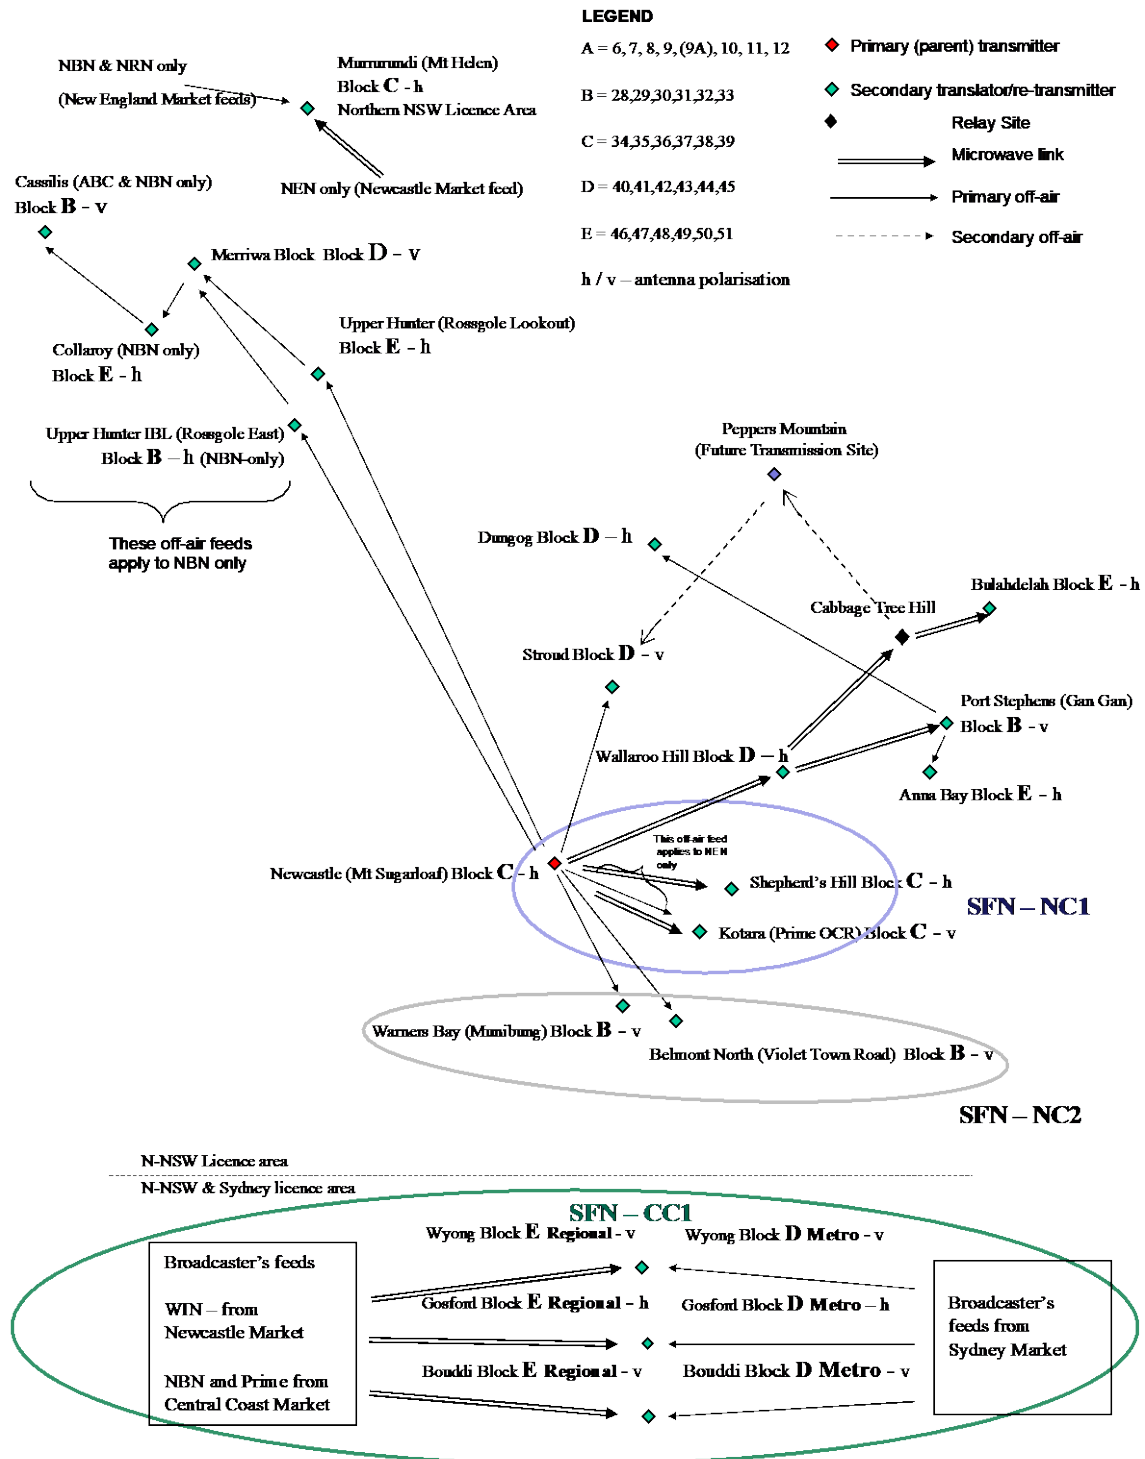 LEGEND
A = 6, 7, 8, 9, (9A), 10, 11, 12
B = 28,29,30,31,32,33
C = 34,35,36,37,38,39
D = 40,41,42,43,44,45
E = 46,47,48,49,50,51
h / v – antenna polarisation
Primary (parent) transmitter
Secondary translator/re-transmitter
Relay Site
Microwave link
Primary off-air
Secondary off-air
NBN & NRN only
(New England Market feeds)
Murrurundi (Mt Helen)
Block C - h
Northern NSW Licence Area
NEN only (Newcastle Market feed)
Cassilis (ABC & NBN only)
Block B - v
Merriwa Block Block D - v
Collaroy (NBN only)
Block E - h
Upper Hunter (Rossgole Lookout)
Block E - h
Upper Hunter IBL (Rossgole East)
Block B – h (NBN-only)
These off-air feeds
apply to NBN only
Peppers Mountain
(Future Transmission Site)
Dungog Block D – h
Bulahdelah Block E - h
Cabbage Tree Hill
Stroud Block D - v
Port Stephens (Gan Gan)
Block B - v
Wallaroo Hill Block D – h
Anna Bay Block E - h
This off-air feed
applies to NEN
only
Newcastle (Mt Sugarloaf) Block C - h
Shepherd's Hill Block C - h
SFN – NC1
Kotara (Prime OCR) Block C - v
Warners Bay (Munibung) Block B - v
Belmont North (Violet Town Road) Block B - v
SFN – NC2
N-NSW Licence area
N-NSW & Sydney licence area
SFN – CC1
Wyong Block E Regional - v
Wyong Block D Metro - v
Broadcaster's feeds
WIN – from
Newcastle Market
NBN and Prime from
Central Coast Market
Gosford Block E Regional - h
Gosford Block D Metro – h
Bouddi Block E Regional - v
Bouddi Block D Metro - v
Broadcaster's
feeds from
Sydney Market